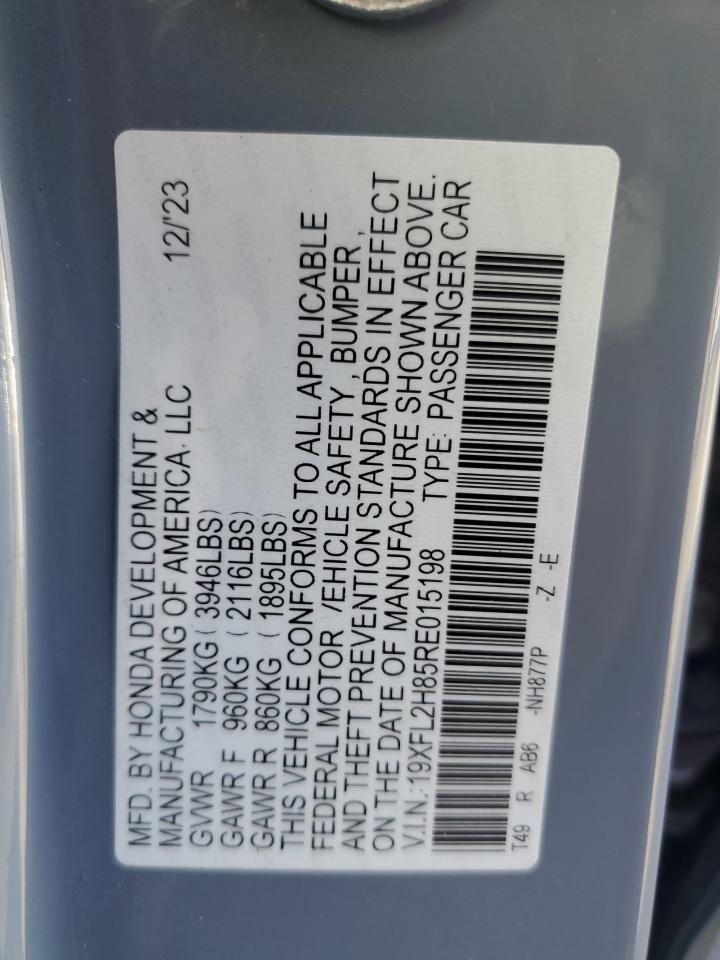 MFD. BY HONDA DEVELOPMENT &
MANUFACTURING OF AMERICA, LLC 12/'23
GVWR 1790KG ( 3946LBS)
GAWR F 960KG ( 2116LBS)
GAWR R 860KG ( 1895LBS)
THIS VEHICLE CONFORMS TO ALL APPLICABLE
FEDERAL MOTOR VEHICLE SAFETY , BUMPER ,
AND THEFT PREVENTION STANDARDS IN EFFECT
ON THE DATE OF MANUFACTURE SHOWN ABOVE.
V.I.N.:19XFL2H85RE015198 TYPE: PASSENGER CAR
T49 R AB6 -NH877P -Z -E